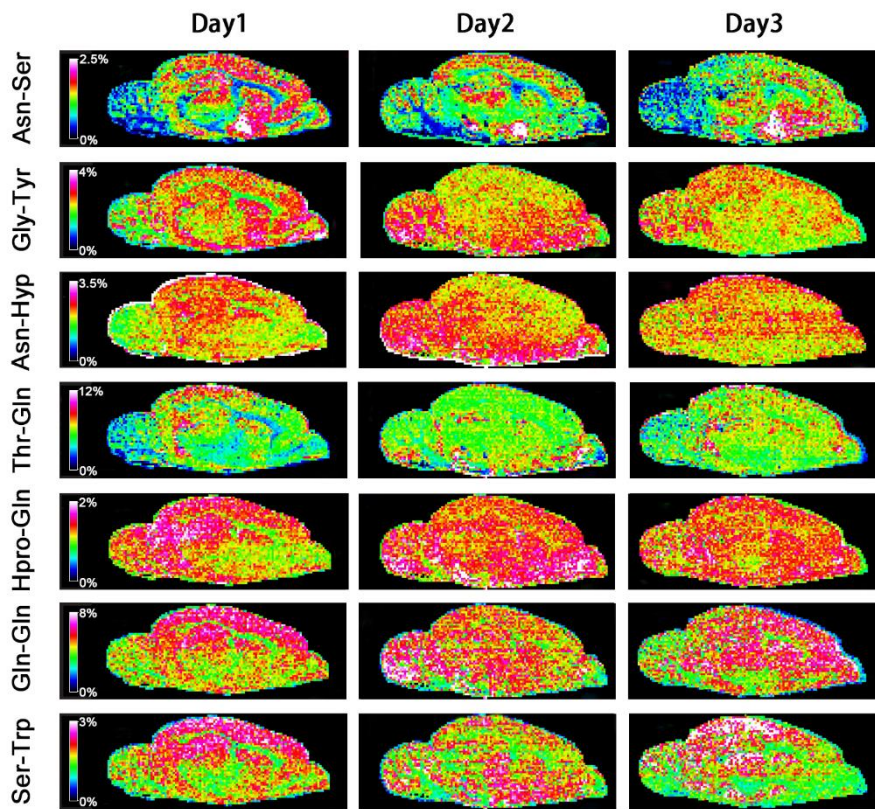 Day1 Day2 Day3
Asn-Ser
2.5%
0%
Gly-Tyr
4%
0%
Asn-Hyp
3.5%
0%
Thr-Gln
12%
0%
Hpro-Gln
2%
0%
Gln-Gln
8%
0%
Ser-Trp
3%
0%